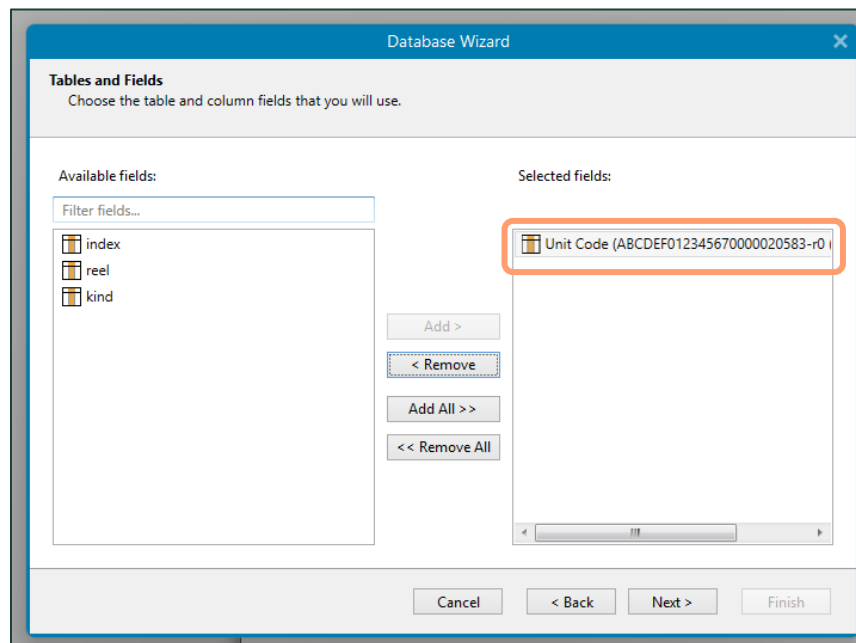 Database Wizard
Tables and Fields
Choose the table and column fields that you will use.
Available fields:
Selected fields:
Filter fields...
index
reel
kind
Unit Code (ABCDEF012345670000020583-r0 (
Add >
< Remove
Add All >>
<< Remove All
Cancel
< Back
Next >
Finish